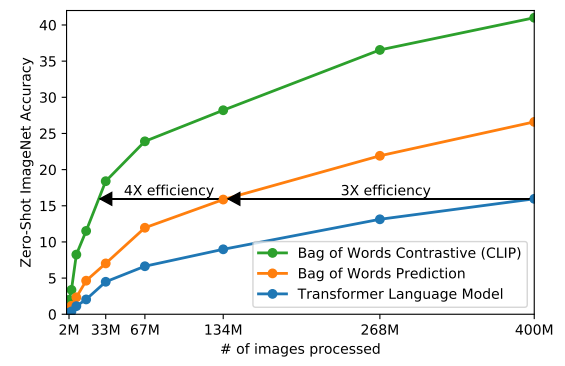 40
35
30
25
20
15
10
5
0
Zero-Shot ImageNet Accuracy
4X efficiency
3X efficiency
Bag of Words Contrastive (CLIP)
Bag of Words Prediction
Transformer Language Model
2M 33M 67M 134M 268M 400M
# of images processed